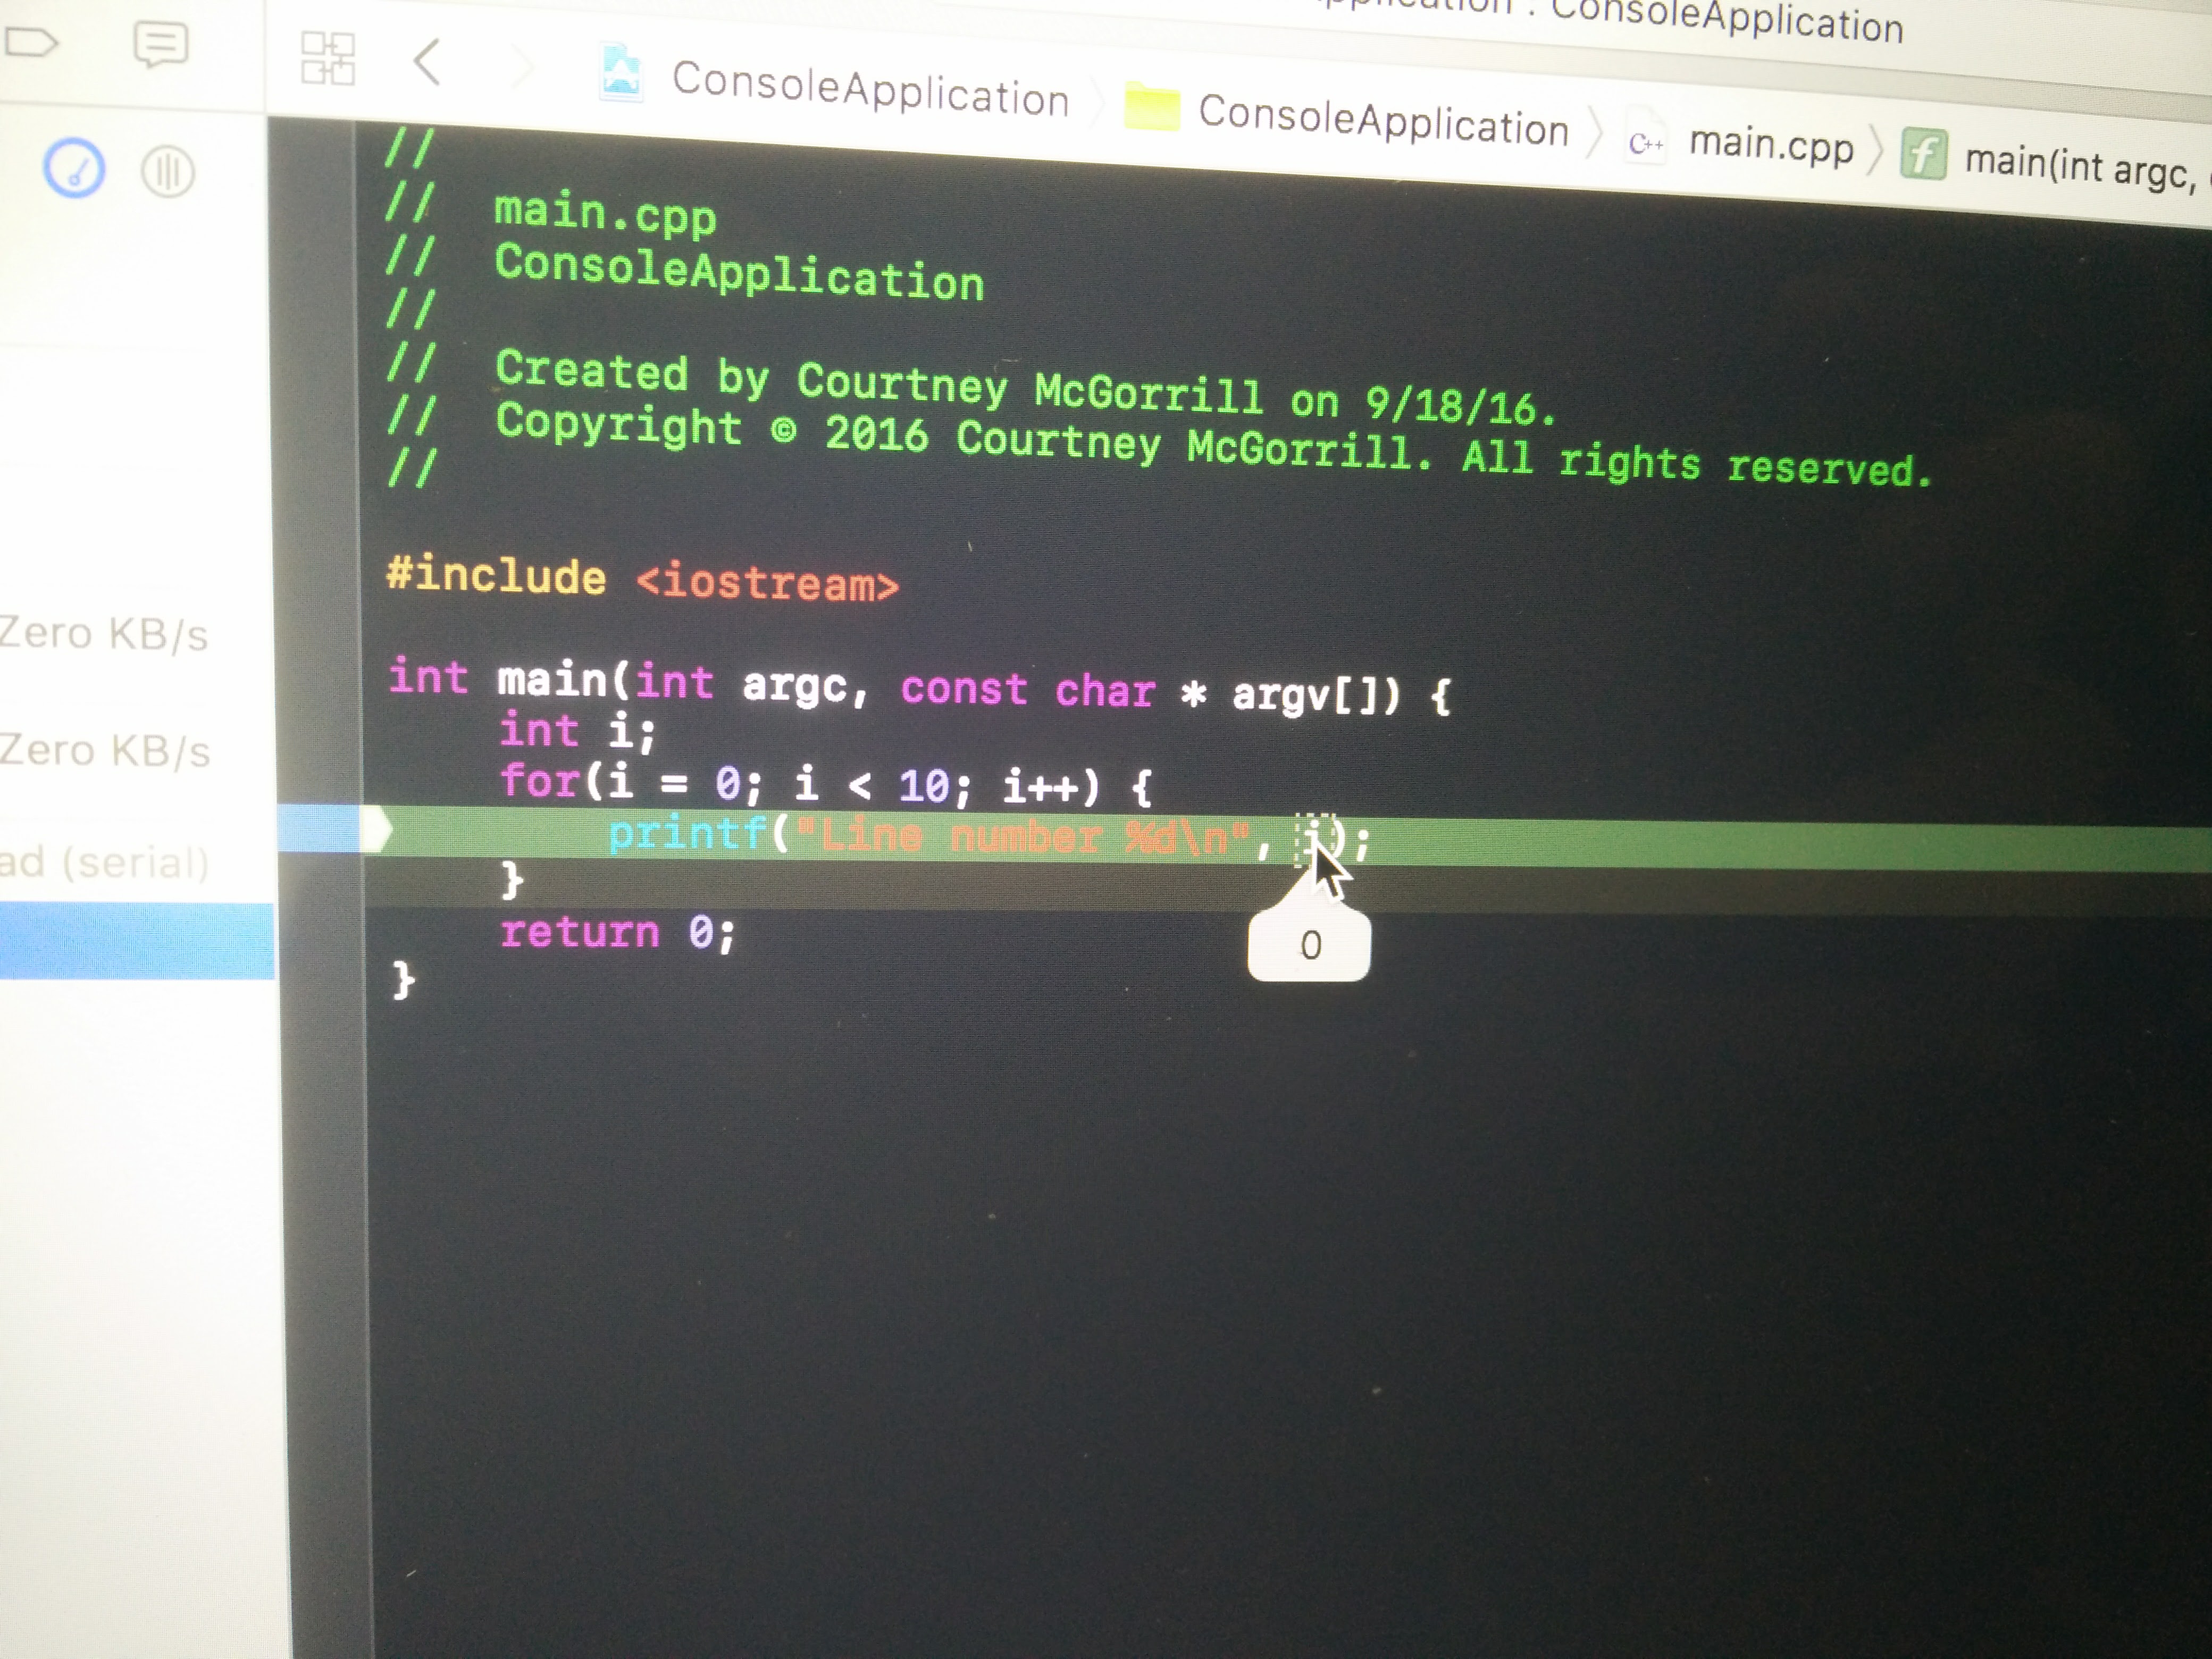 ConsoleApplication
ConsoleApplication ConsoleApplication C++ main.cpp f main(int argc,
//
// main.cpp
// ConsoleApplication
//
// Created by Courtney McGorrill on 9/18/16.
// Copyright © 2016 Courtney McGorrill. All rights reserved.
//
#include <iostream>
int main(int argc, const char * argv[]) {
int i;
for(i = 0; i < 10; i++) {
printf("Line number %d\n", i);
}
return 0;
}
0
Zero KB/s
Zero KB/s
ad (serial)